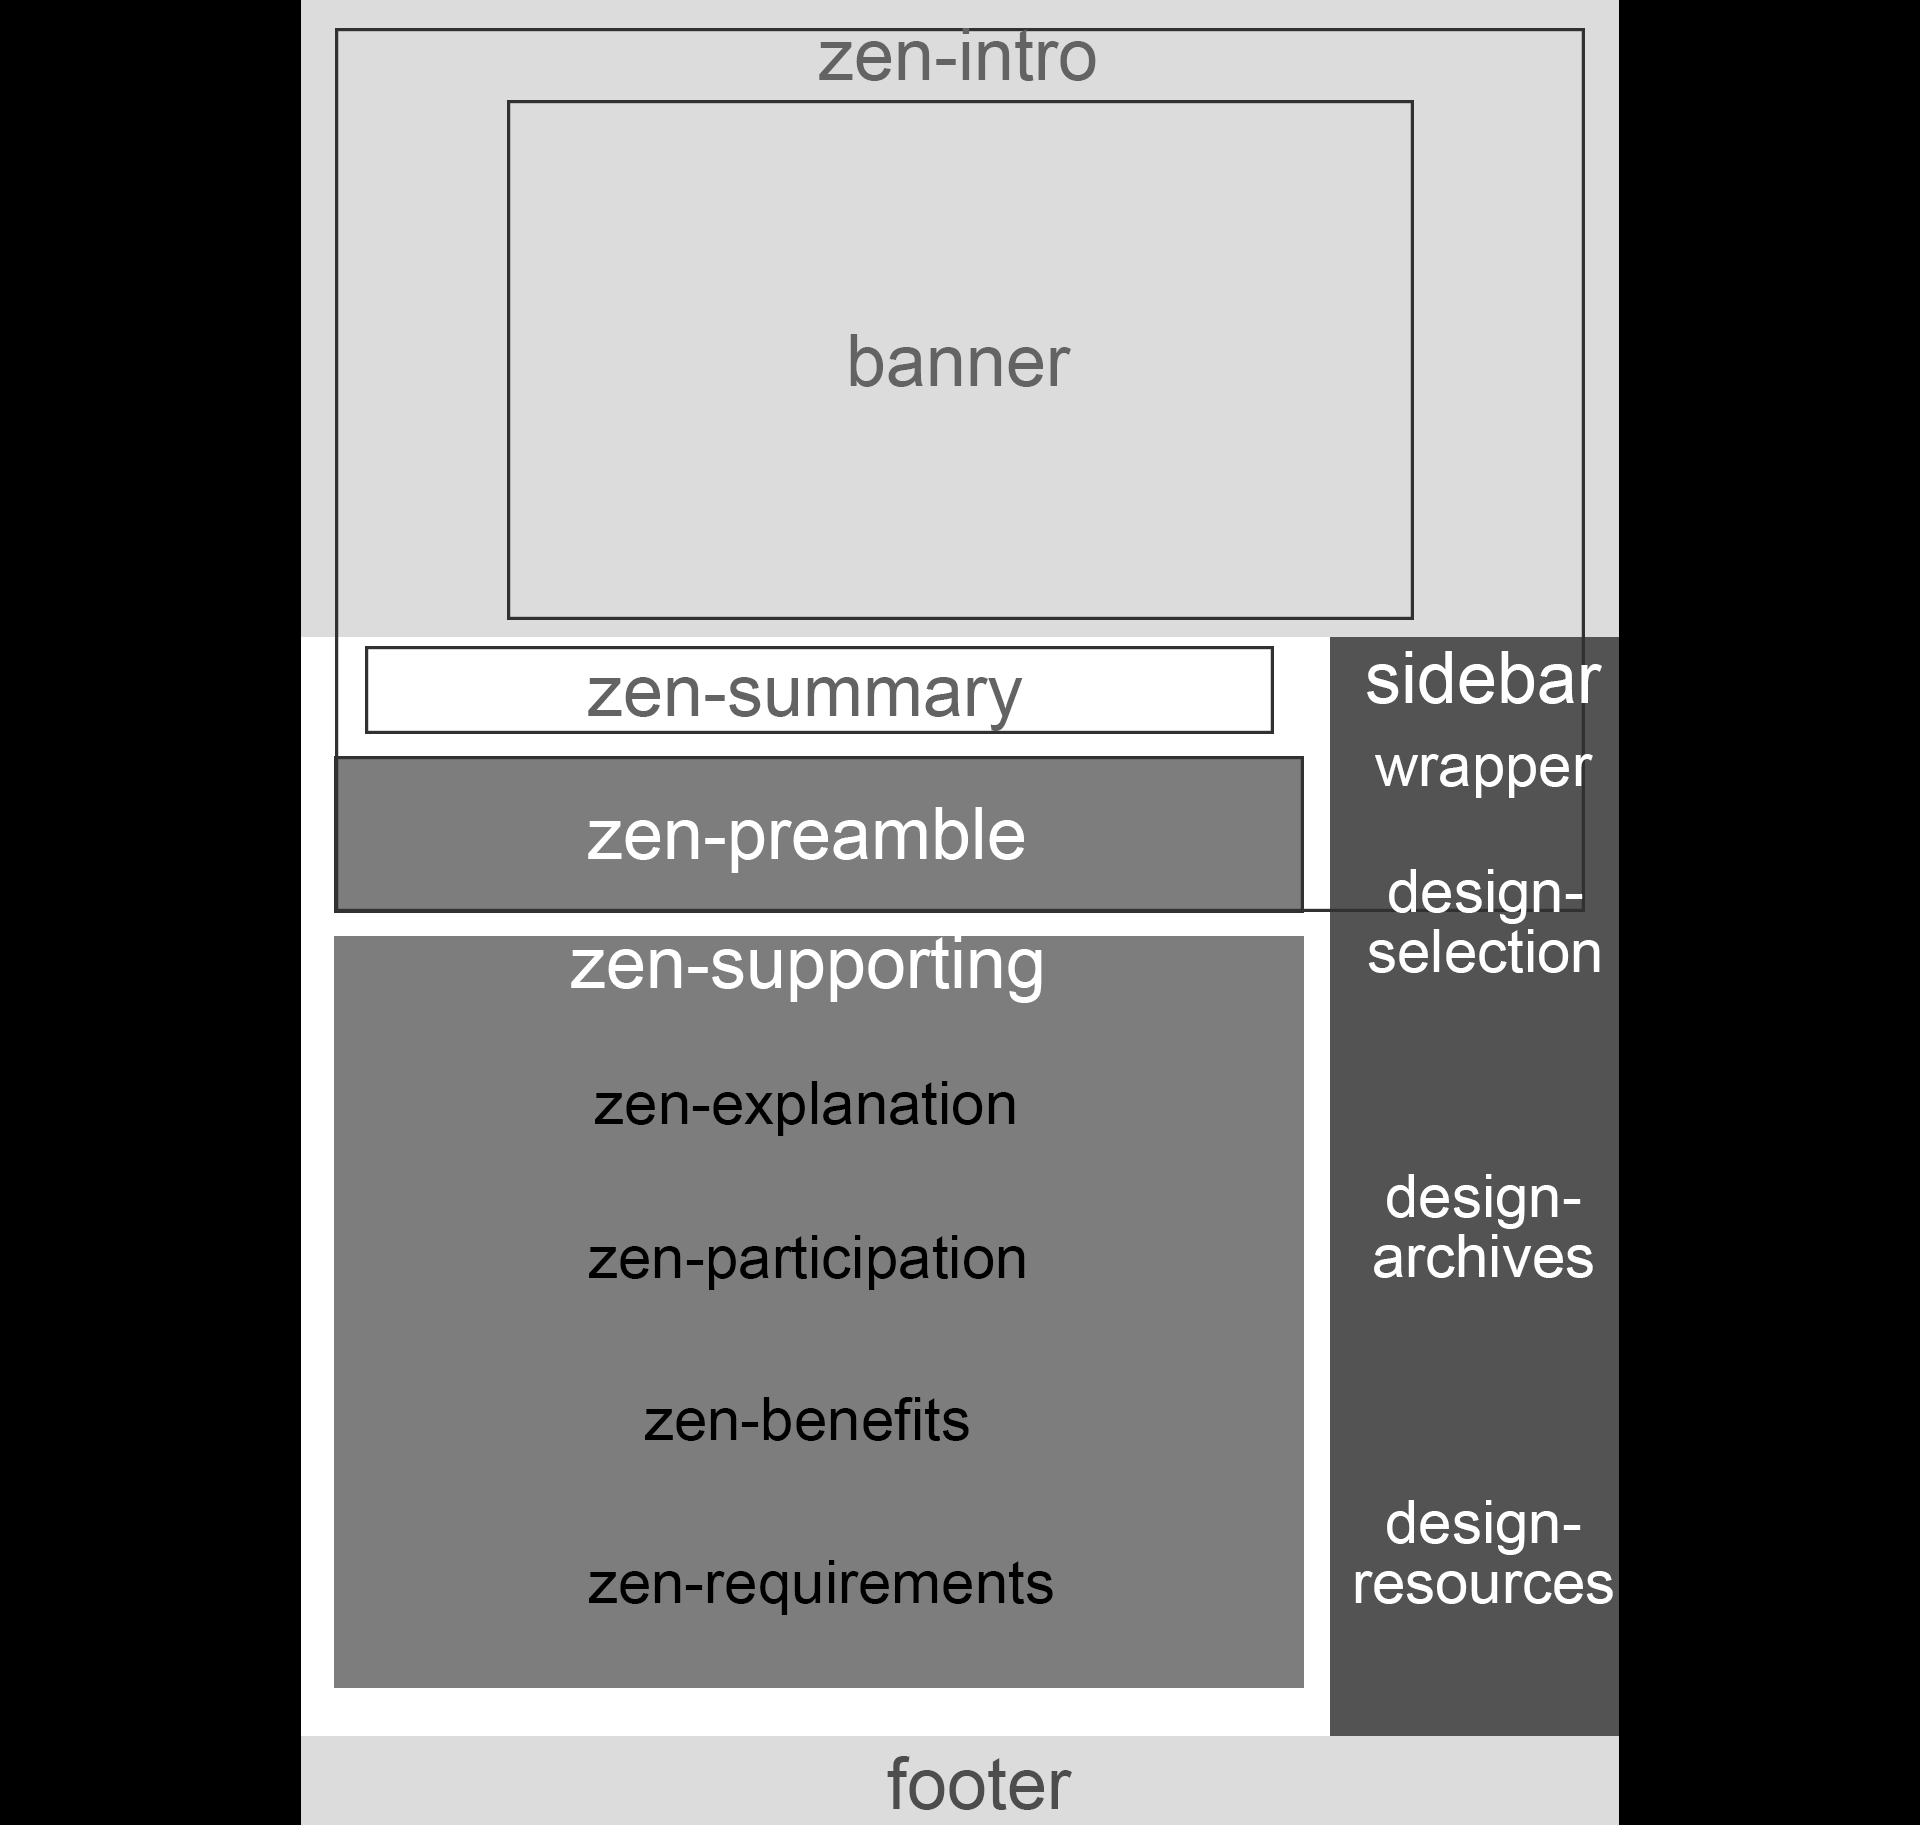 zen-intro
banner
zen-summary
zen-preamble
zen-supporting
zen-explanation
zen-participation
zen-benefits
zen-requirements
sidebar
wrapper
design-
selection
design-
archives
design-
resources
footer